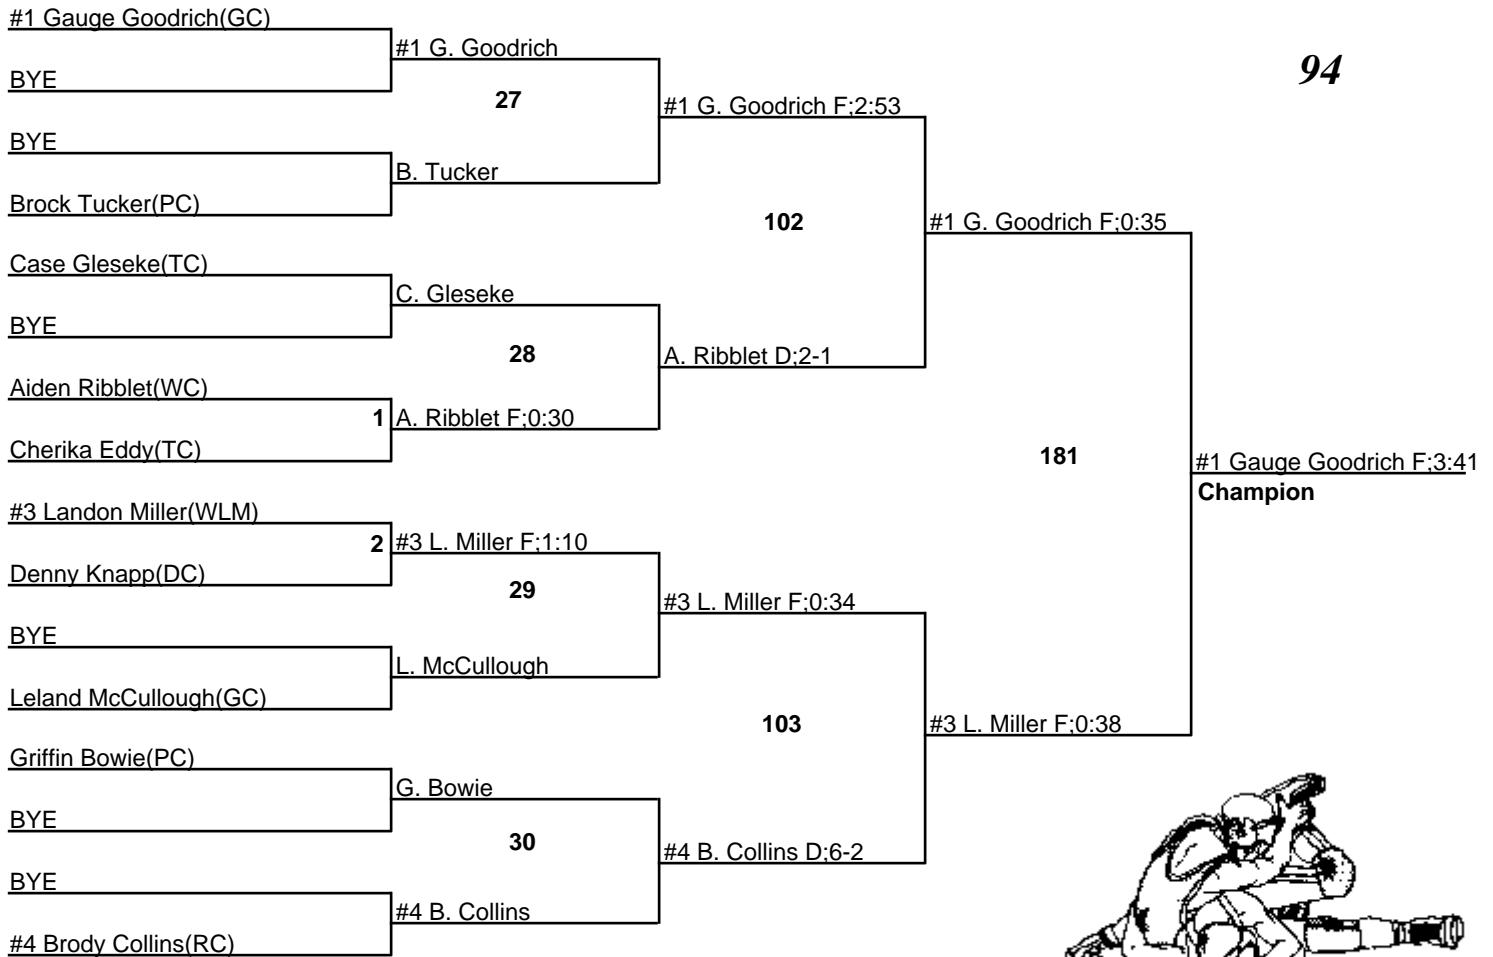 #1 Gauge Goodrich(GC)
#1 G. Goodrich
94
BYE
27
#1 G. Goodrich F;2:53
BYE
B. Tucker
Brock Tucker(PC)
102
#1 G. Goodrich F;0:35
Case Gleseke(TC)
C. Gleseke
BYE
28
A. Ribblet D;2-1
Aiden Ribblet(WC)
1
A. Ribblet F;0:30
Cherika Eddy(TC)
181
#1 Gauge Goodrich F;3:41
Champion
#3 Landon Miller(WLM)
2
#3 L. Miller F;1:10
Denny Knapp(DC)
29
#3 L. Miller F;0:34
BYE
L. McCullough
Leland McCullough(GC)
103
#3 L. Miller F;0:38
Griffin Bowie(PC)
G. Bowie
BYE
30
#4 B. Collins D;6-2
BYE
#4 B. Collins
#4 Brody Collins(RC)